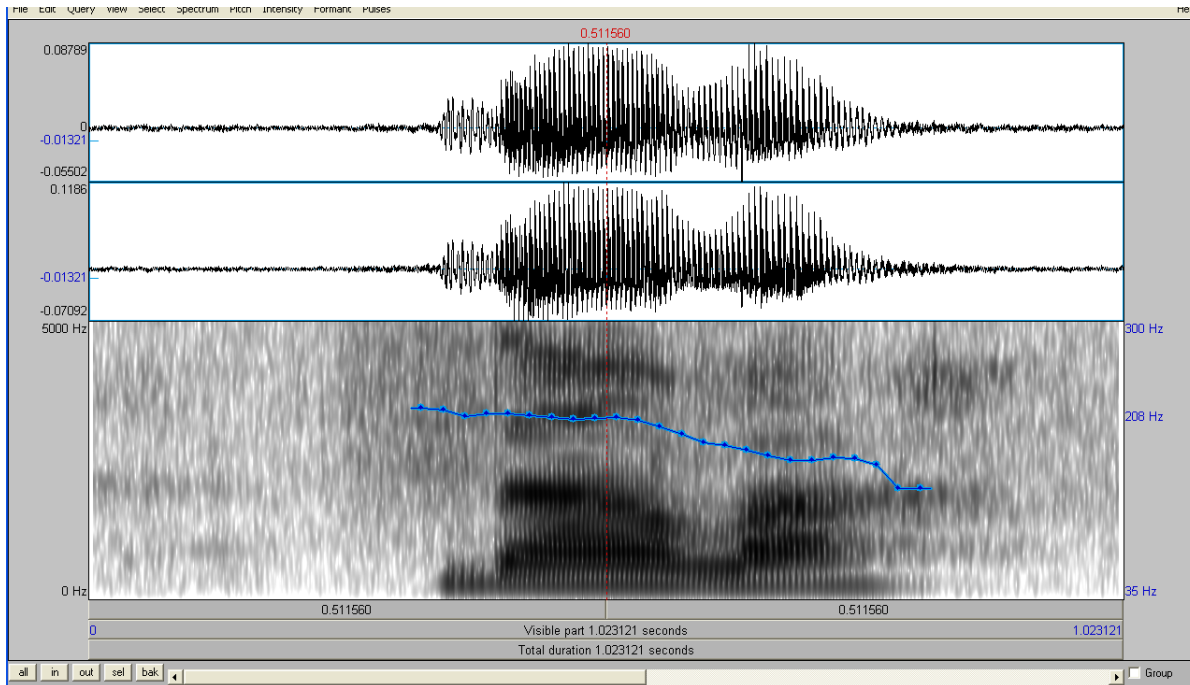 File Edit Query View Select Spectrum Pitch Intensity Formant Pulses He
0.511560
0.08789
0
-0.01321
-0.05502
0.1186
-0.01321
-0.07092
5000 Hz 300 Hz
208 Hz
0 Hz 35 Hz
0.511560 0.511560
0 Visible part 1.023121 seconds 1.023121
Total duration 1.023121 seconds
all in out sel bak Group